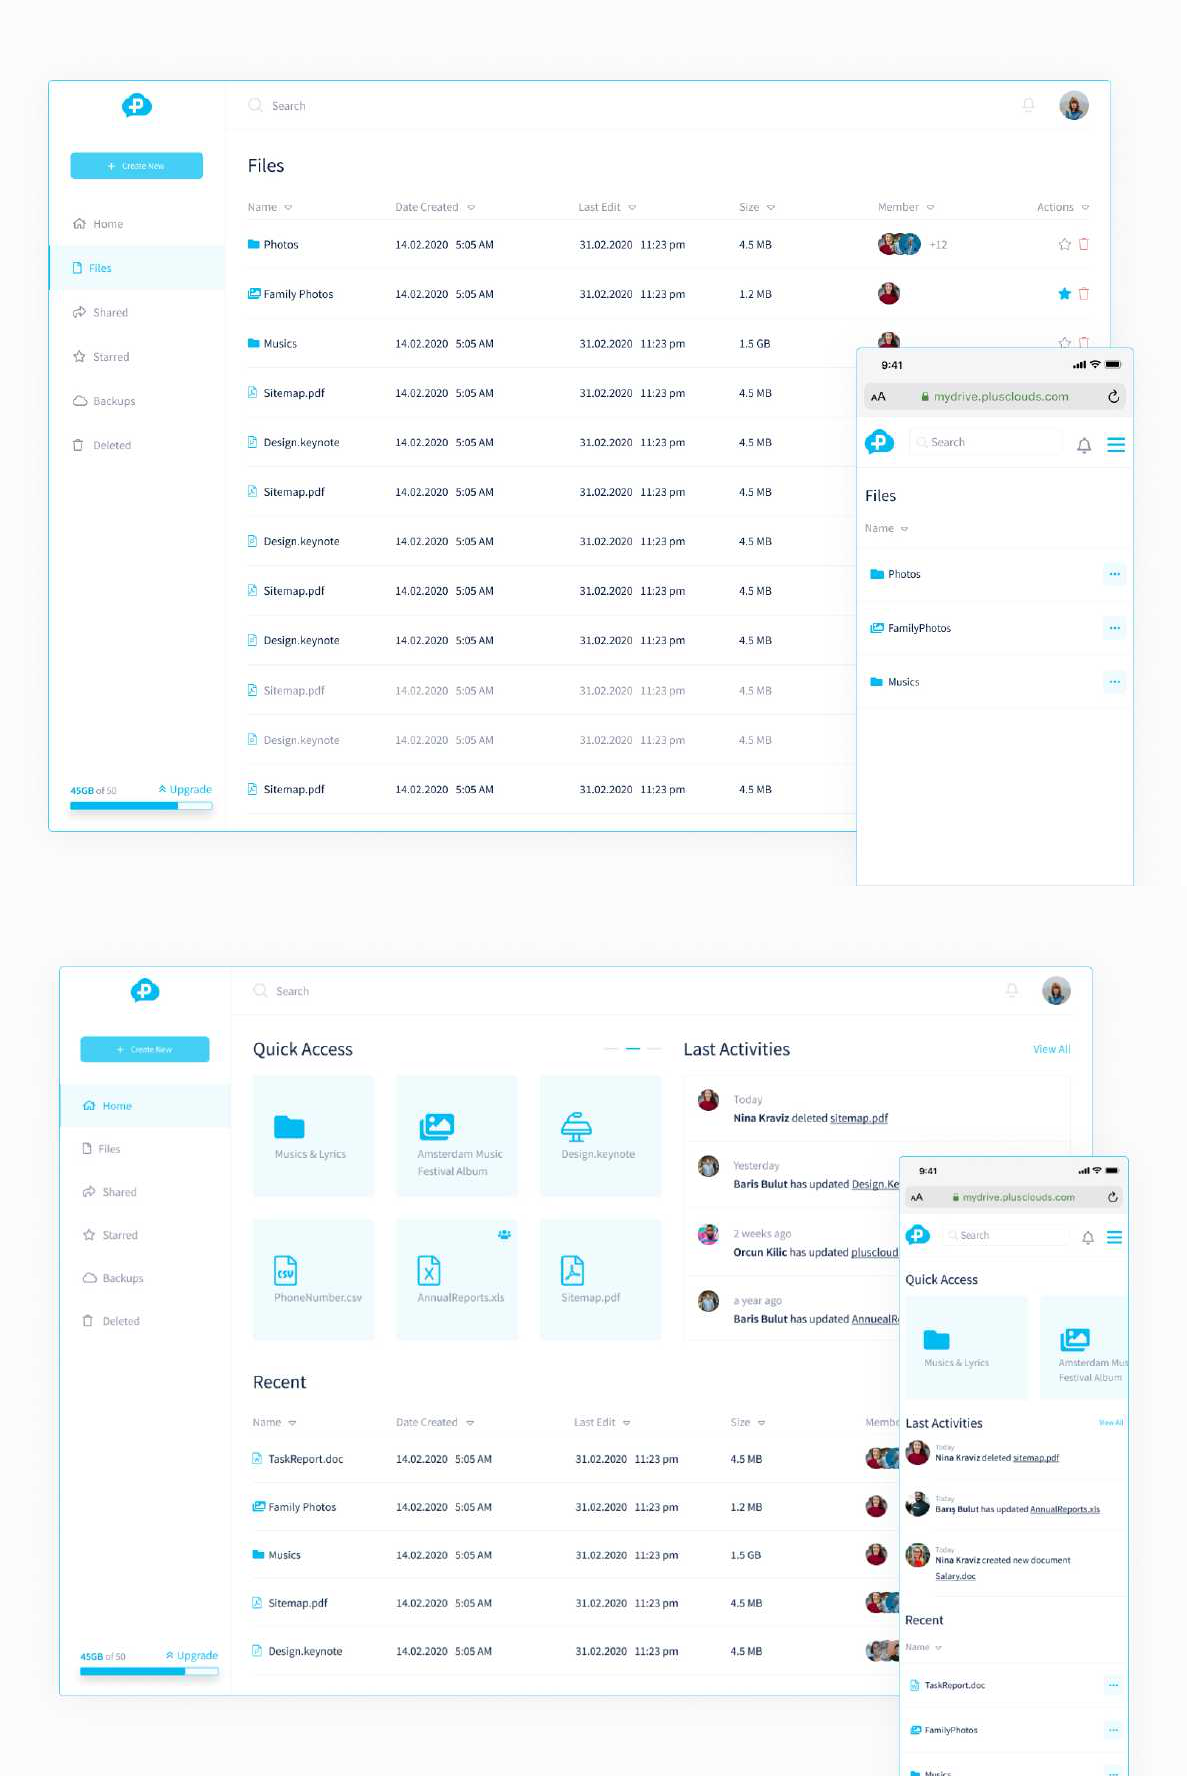 Search
+ Create New
Files
Name Date Created Last Edit Size Member Actions
Home
Photos 14.02.2020 5:05 AM 31.02.2020 11:23 pm 4.5 MB +12
Files
Family Photos 14.02.2020 5:05 AM 31.02.2020 11:23 pm 1.2 MB
Shared
Musics 14.02.2020 5:05 AM 31.02.2020 11:23 pm 1.5 GB
Starred
Sitemap.pdf 14.02.2020 5:05 AM 31.02.2020 11:23 pm 4.5 MB
Backups
Design.keynote 14.02.2020 5:05 AM 31.02.2020 11:23 pm 4.5 MB
Deleted
Sitemap.pdf 14.02.2020 5:05 AM 31.02.2020 11:23 pm 4.5 MB
Design.keynote 14.02.2020 5:05 AM 31.02.2020 11:23 pm 4.5 MB
Sitemap.pdf 14.02.2020 5:05 AM 31.02.2020 11:23 pm 4.5 MB
Design.keynote 14.02.2020 5:05 AM 31.02.2020 11:23 pm 4.5 MB
Sitemap.pdf 14.02.2020 5:05 AM 31.02.2020 11:23 pm 4.5 MB
Design.keynote 14.02.2020 5:05 AM 31.02.2020 11:23 pm 4.5 MB
Sitemap.pdf 14.02.2020 5:05 AM 31.02.2020 11:23 pm 4.5 MB
45GB of 50 Upgrade
9:41
AA mydrive.plusclouds.com
Search
Files
Name
Photos
FamilyPhotos
Musics
Search
+ Create New
Home
Files
Shared
Starred
Backups
Deleted
45GB of 50 Upgrade
Quick Access
Musics & Lyrics
Amsterdam Music
Festival Album
Design.keynote
CSV
PhoneNumber.csv
X
AnnualReports.xls
Sitemap.pdf
Last Activities View All
Today
Nina Kraviz deleted sitemap.pdf
Yesterday
Baris Bulut has updated Design.Ke
2 weeks ago
Orcun Kilic has updated pluscloud
a year ago
Baris Bulut has updated AnnuealR
Recent
Name Date Created Last Edit Size Membe
TaskReport.doc 14.02.2020 5:05 AM 31.02.2020 11:23 pm 4.5 MB
Family Photos 14.02.2020 5:05 AM 31.02.2020 11:23 pm 1.2 MB
Musics 14.02.2020 5:05 AM 31.02.2020 11:23 pm 1.5 GB
Sitemap.pdf 14.02.2020 5:05 AM 31.02.2020 11:23 pm 4.5 MB
Design.keynote 14.02.2020 5:05 AM 31.02.2020 11:23 pm 4.5 MB
9:41
AA mydrive.plusclouds.com
Search
Quick Access
Musics & Lyrics
Amsterdam Mus
Festival Album
Last Activities View All
Today
Nina Kraviz deleted sitemap.pdf
Today
Barış Bulut has updated AnnualReports.xls
Today
Nina Kraviz created new document
Salary.doc
Recent
Name
TaskReport.doc
FamilyPhotos
Musics